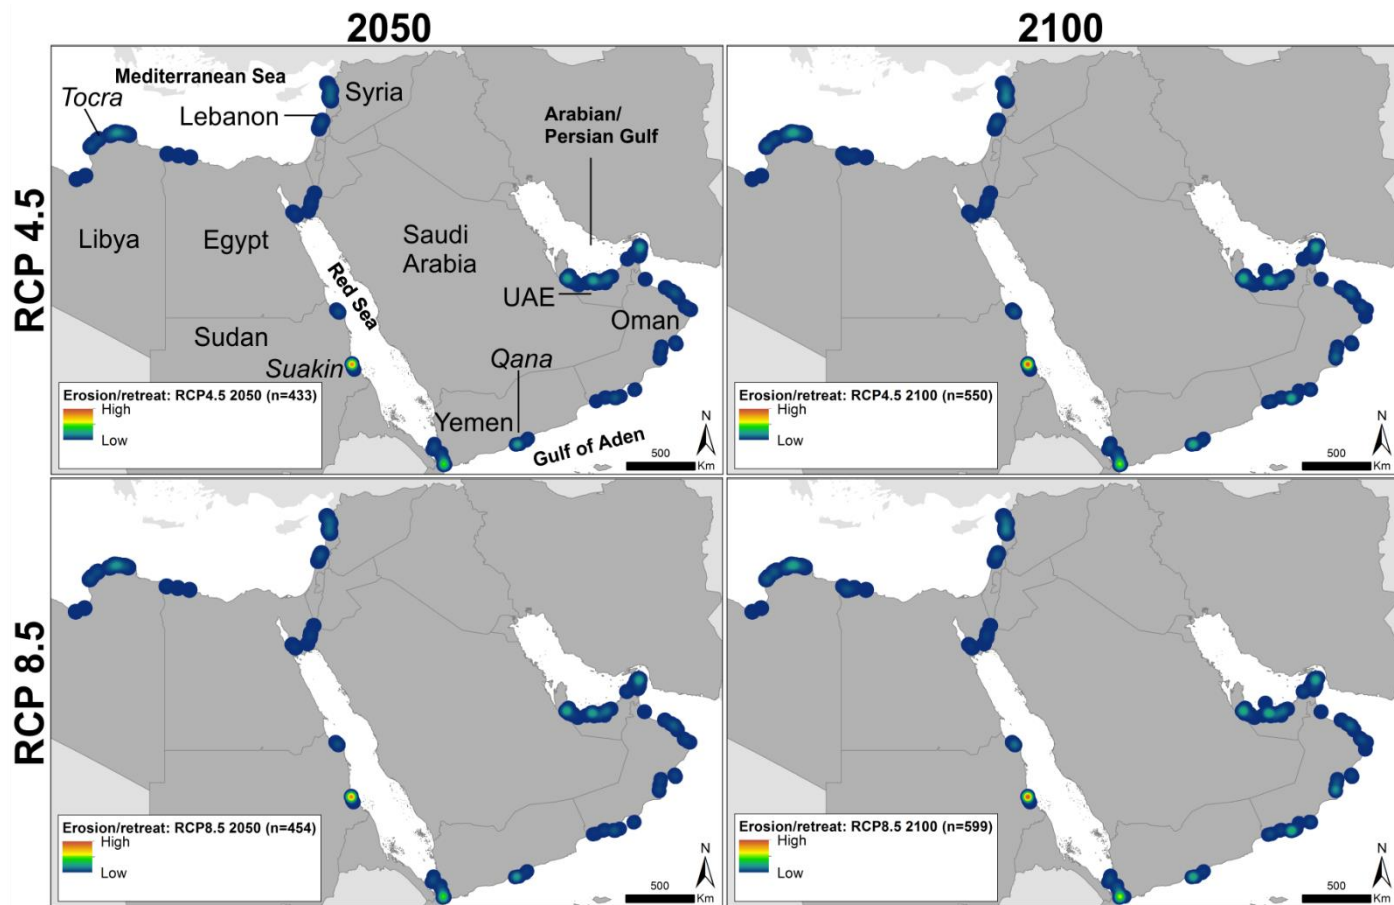 2050
2100
RCP 4.5
Mediterranean Sea
Tocra
Lebanon
Syria
Arabian/
Persian Gulf
Libya
Egypt
Saudi
Arabia
Red Sea
UAE
Oman
Sudan
Suakin
Qana
Yemen
Gulf of Aden
Erosion/retreat: RCP4.5 2050 (n=433)
High
Low
N
500
Km
Erosion/retreat: RCP4.5 2100 (n=550)
High
Low
N
500
Km
RCP 8.5
Erosion/retreat: RCP8.5 2050 (n=454)
High
Low
N
500
Km
Erosion/retreat: RCP8.5 2100 (n=599)
High
Low
N
500
Km